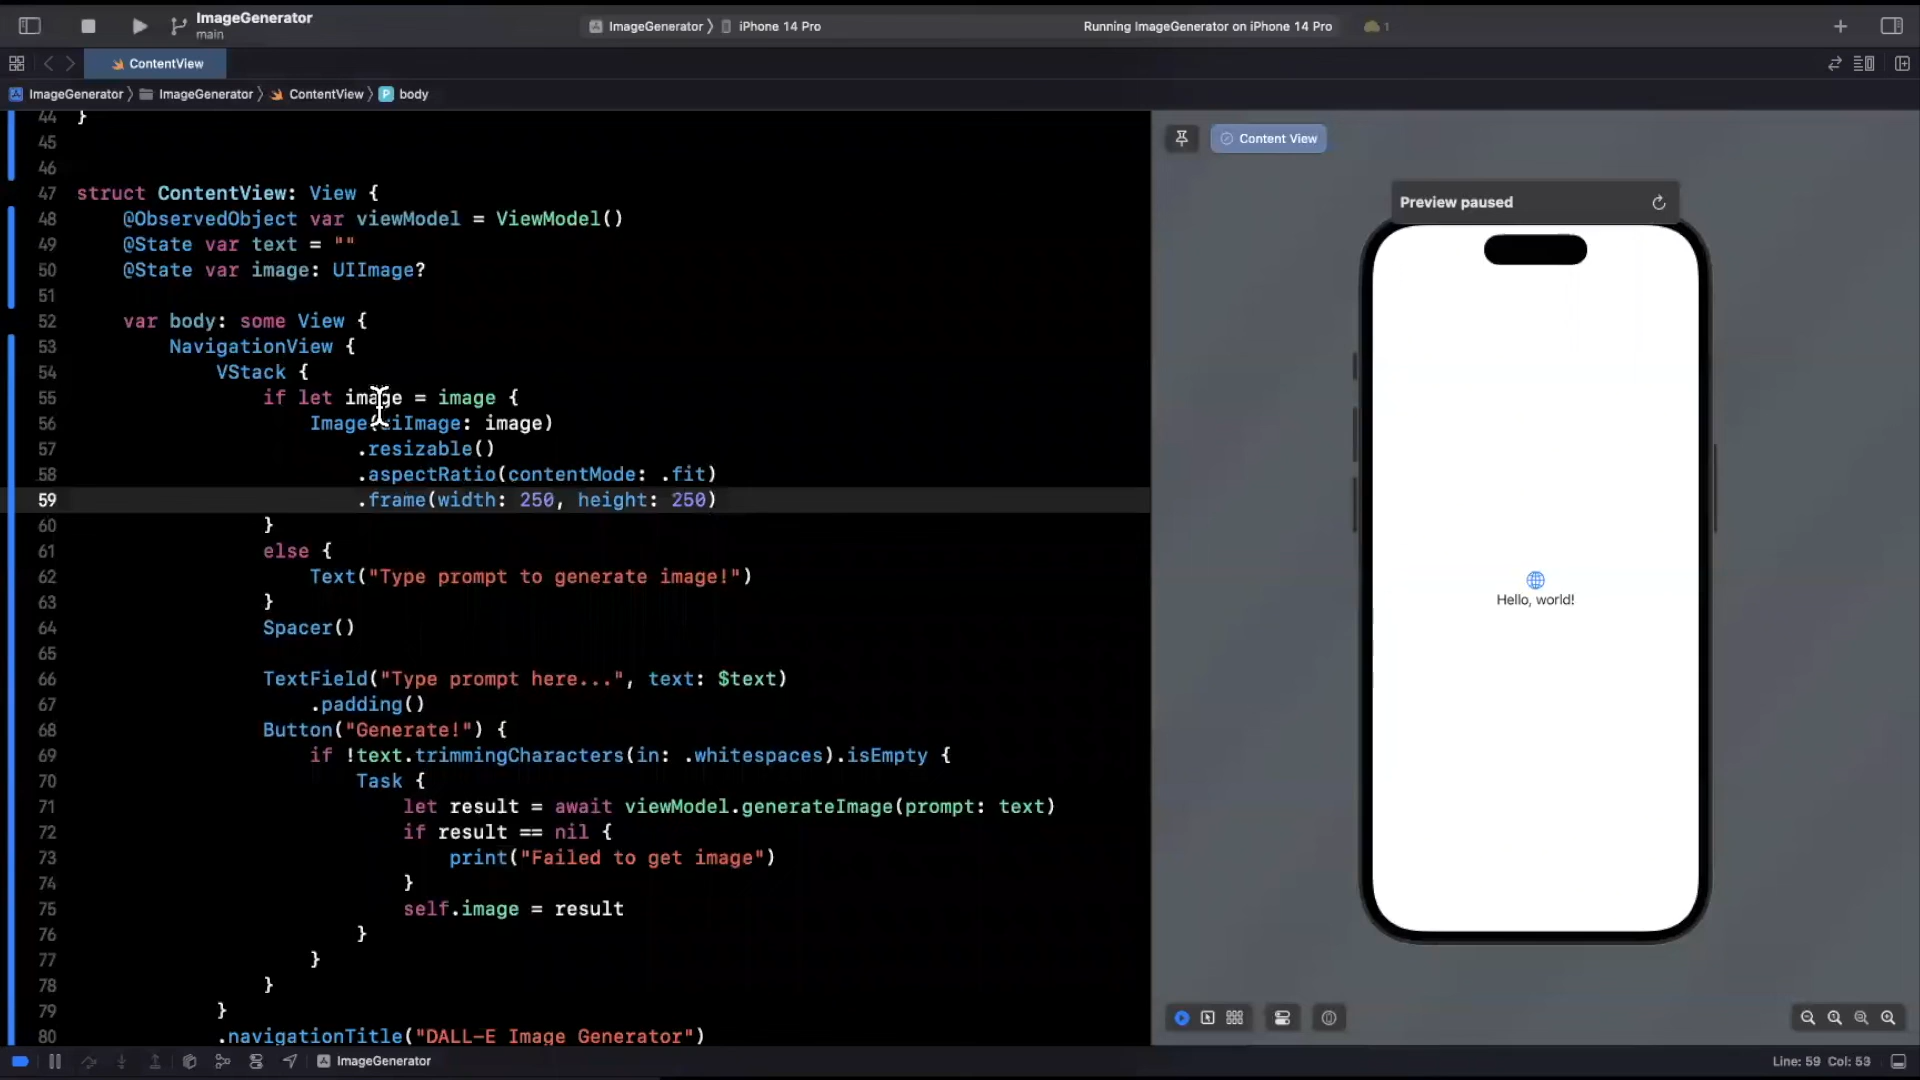 ImageGenerator
main
ImageGenerator 〉 iPhone 14 Pro
Running ImageGenerator on iPhone 14 Pro
1
ContentView
ImageGenerator 〉 ImageGenerator 〉 ContentView 〉 P body
44 }
45
46
47 struct ContentView: View {
48 @ObservedObject var viewModel = ViewModel()
49 @State var text = ""
50 @State var image: UIImage?
51
52 var body: some View {
53 NavigationView {
54 VStack {
55 if let image = image {
56 Image(uiImage: image)
57 .resizable()
58 .aspectRatio(contentMode: .fit)
59 .frame(width: 250, height: 250)
60 }
61 else {
62 Text("Type prompt to generate image!")
63 }
64 Spacer()
65
66 TextField("Type prompt here...", text: $text)
67 .padding()
68 Button("Generate!") {
69 if !text.trimmingCharacters(in: .whitespaces).isEmpty {
70 Task {
71 let result = await viewModel.generateImage(prompt: text)
72 if result == nil {
73 print("Failed to get image")
74 }
75 self.image = result
76 }
77 }
78 }
79 }
80 .navigationTitle("DALL-E Image Generator")
Content View
Preview paused
Hello, world!
ImageGenerator
Line: 59 Col: 53